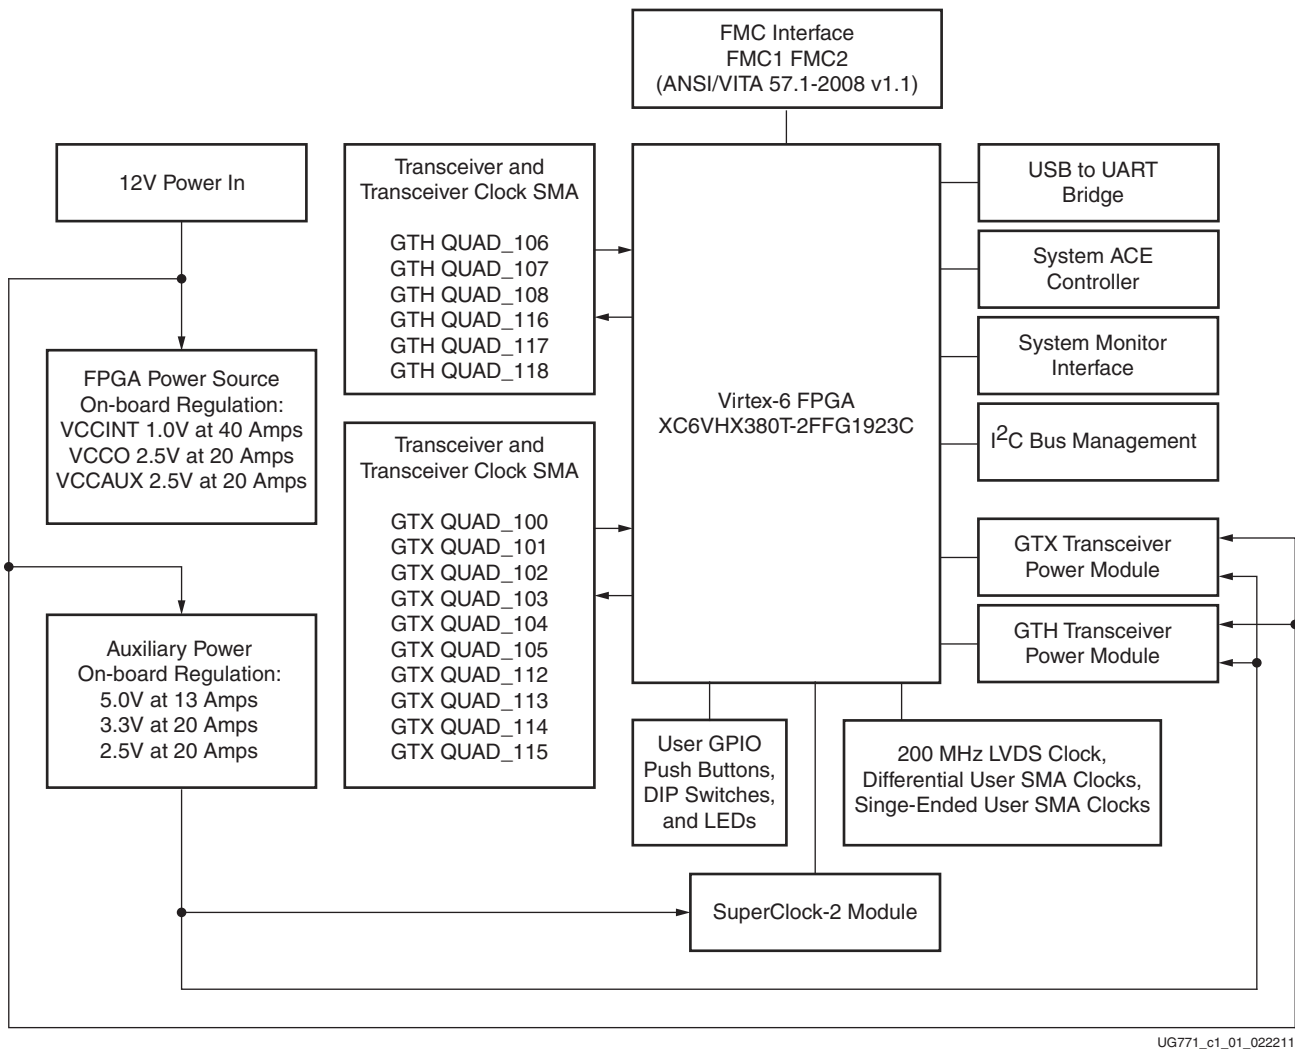 FMC Interface
FMC1 FMC2
(ANSI/VITA 57.1-2008 v1.1)
12V Power In
Transceiver and
Transceiver Clock SMA
GTH QUAD_106
GTH QUAD_107
GTH QUAD_108
GTH QUAD_116
GTH QUAD_117
GTH QUAD_118
USB to UART
Bridge
System ACE
Controller
System Monitor
Interface
I2C Bus Management
Virtex-6 FPGA
XC6VHX380T-2FFG1923C
FPGA Power Source
On-board Regulation:
VCCINT 1.0V at 40 Amps
VCCO 2.5V at 20 Amps
VCCAUX 2.5V at 20 Amps
Transceiver and
Transceiver Clock SMA
GTX QUAD_100
GTX QUAD_101
GTX QUAD_102
GTX QUAD_103
GTX QUAD_104
GTX QUAD_105
GTX QUAD_112
GTX QUAD_113
GTX QUAD_114
GTX QUAD_115
GTX Transceiver
Power Module
GTH Transceiver
Power Module
Auxiliary Power
On-board Regulation:
5.0V at 13 Amps
3.3V at 20 Amps
2.5V at 20 Amps
User GPIO
Push Buttons,
DIP Switches,
and LEDs
200 MHz LVDS Clock,
Differential User SMA Clocks,
Singe-Ended User SMA Clocks
SuperClock-2 Module
UG771_c1_01_022211